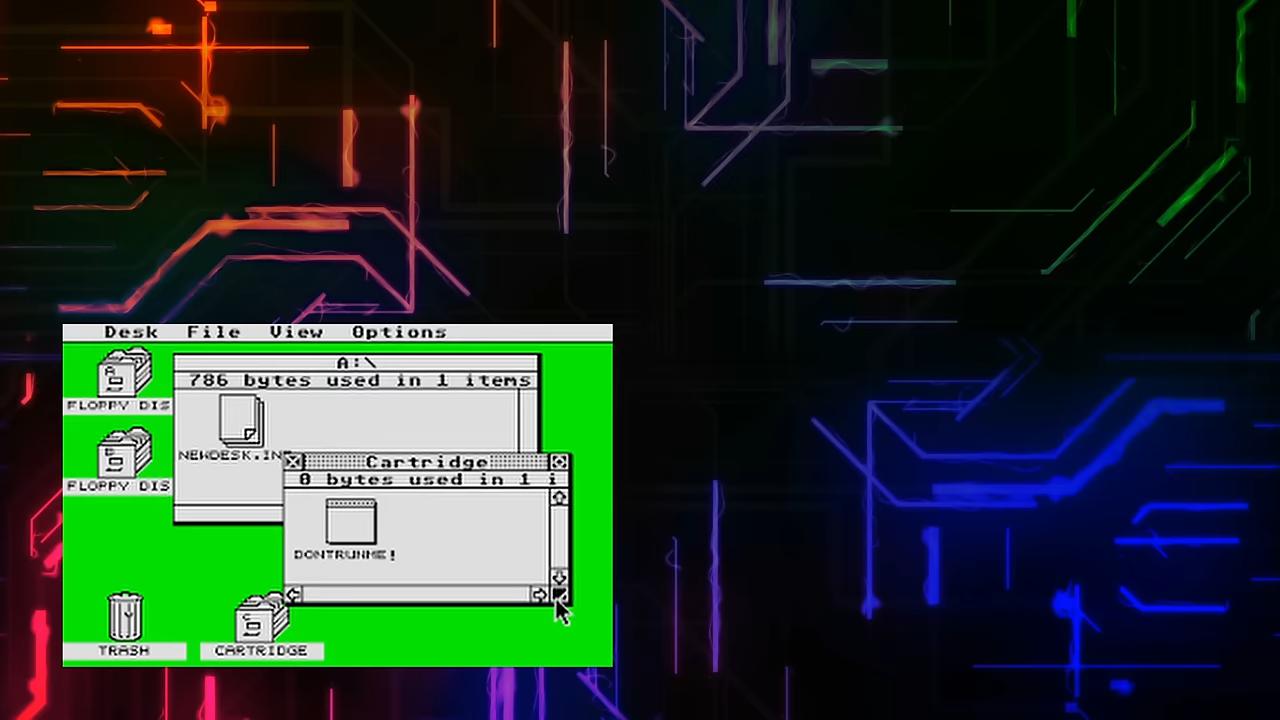 Desk File View Options
A:\
786 bytes used in 1 items
A
FLOPPY DIS
NEWDESK.IN
B
FLOPPY DIS
Cartridge
0 bytes used in 1 i
DONTRUNME!
TRASH
C
CARTRIDGE